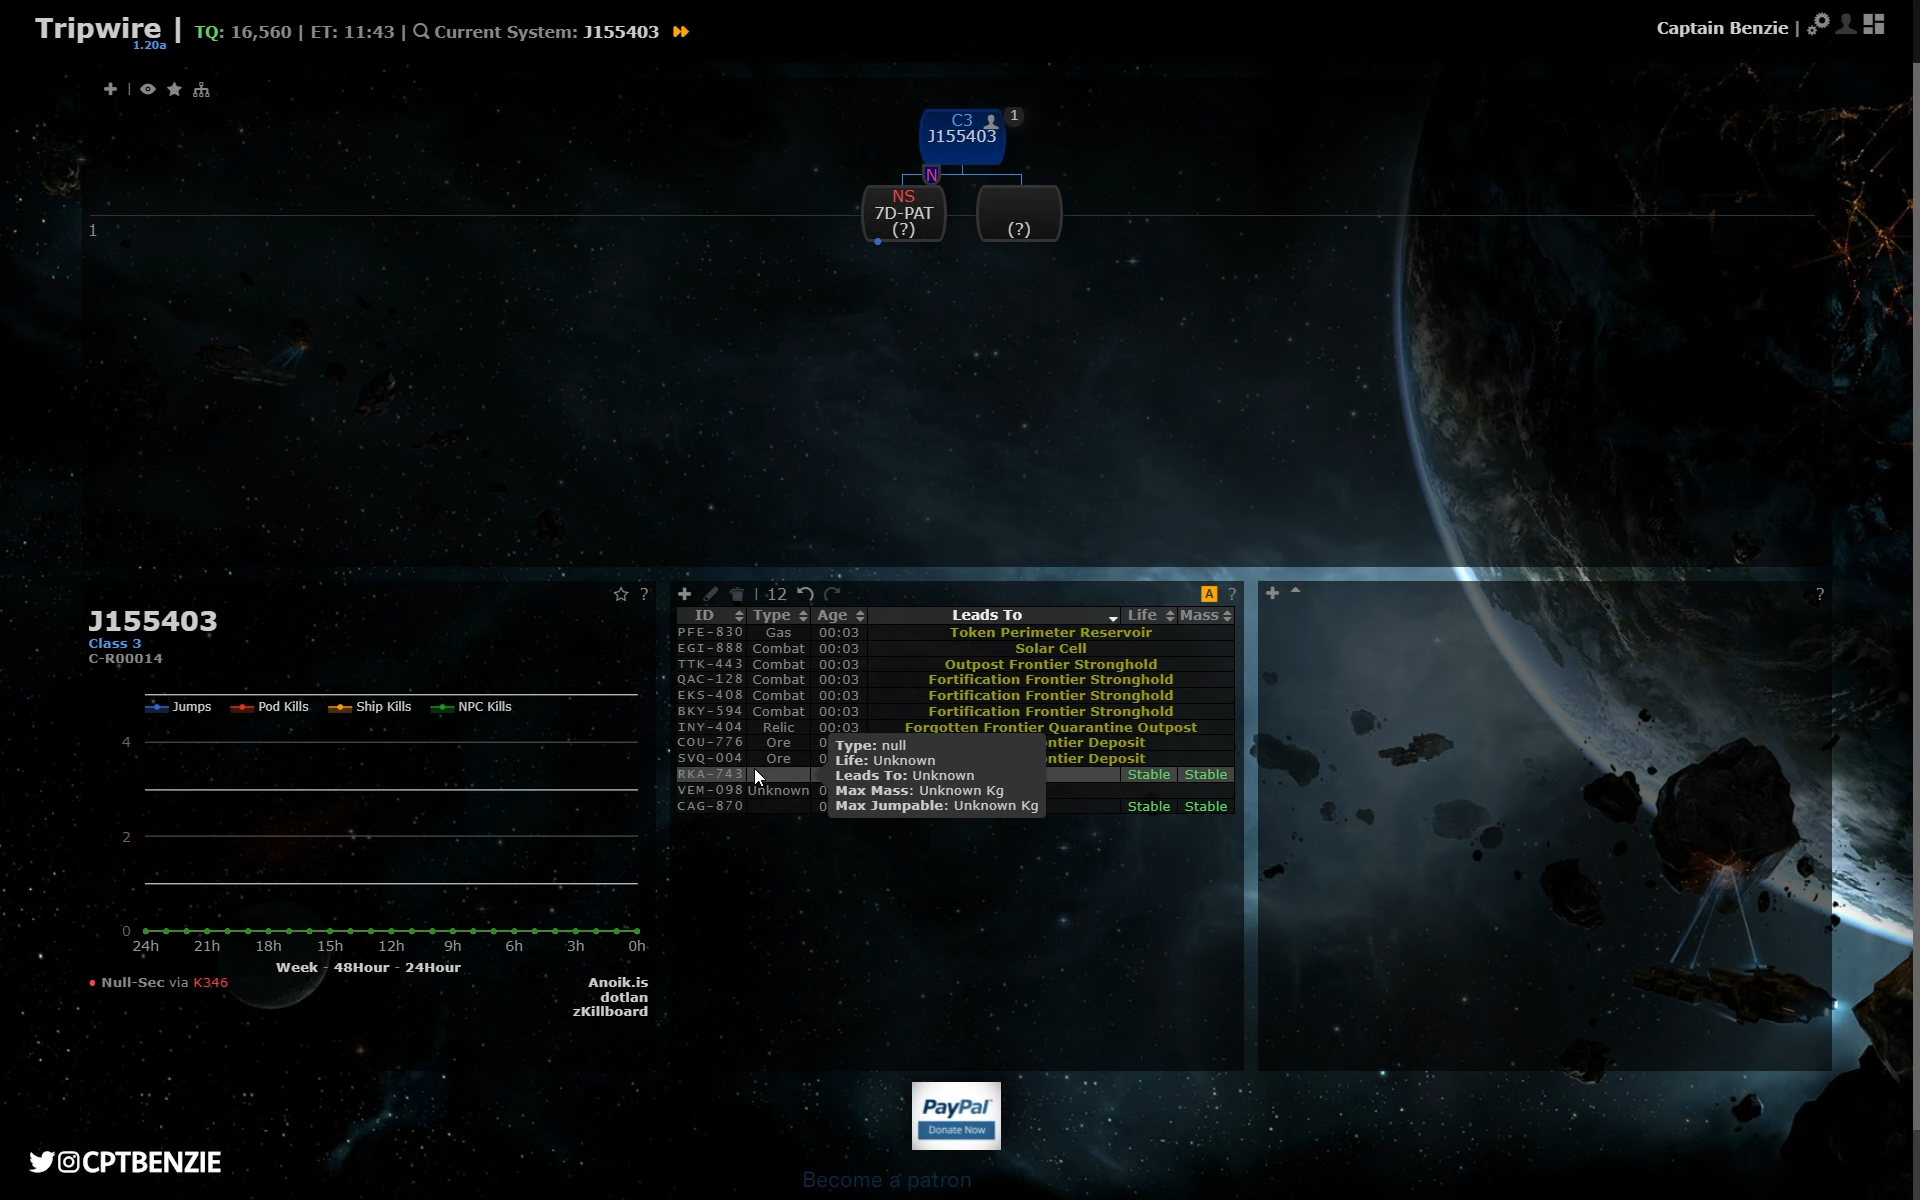 Tripwire |
1.20a
TQ: 16,560 | ET: 11:43 | Current System: J155403
Captain Benzie |
C3
J155403
1
N
NS
7D-PAT
(?)
(?)
1
J155403
Class 3
C-R00014
?
Jumps Pod Kills Ship Kills NPC Kills
4
2
0
24h 21h 18h 15h 12h 9h 6h 3h 0h
Week - 48Hour - 24Hour
Null-Sec via K346
Anoik.is
dotlan
zKillboard
| 12 A ?
ID Type Age Leads To Life Mass
PFE-830 Gas 00:03 Token Perimeter Reservoir
EGI-888 Combat 00:03 Solar Cell
TTK-443 Combat 00:03 Outpost Frontier Stronghold
QAC-128 Combat 00:03 Fortification Frontier Stronghold
EKS-408 Combat 00:03 Fortification Frontier Stronghold
BKY-594 Combat 00:03 Fortification Frontier Stronghold
INY-404 Relic 00:03 Forgotten Frontier Quarantine Outpost
COU-776 Ore 0 ontier Deposit
SVQ-004 Ore 0 ontier Deposit
RKA-743 Stable Stable
VEM-098 Unknown 0
CAG-870 0 Stable Stable
Type: null
Life: Unknown
Leads To: Unknown
Max Mass: Unknown Kg
Max Jumpable: Unknown Kg
?
PayPal
Donate Now
CPTBENZIE
Become a patron